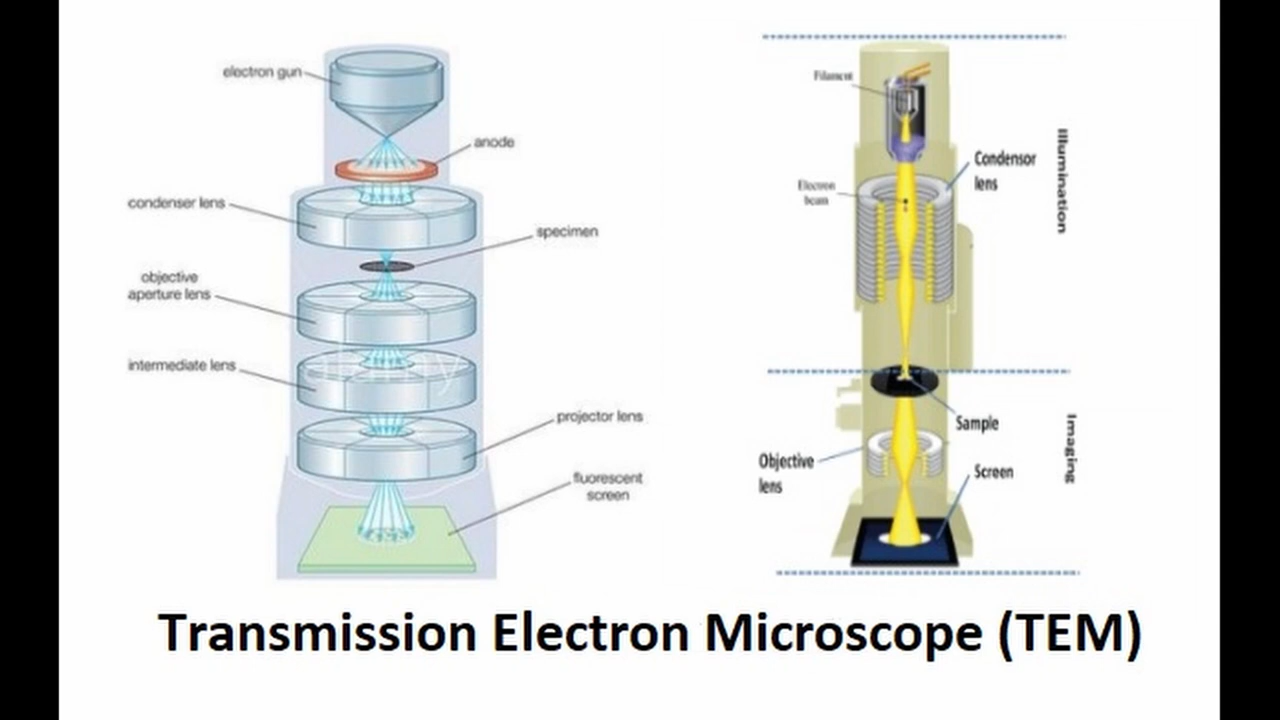 electron gun
anode
condenser lens
specimen
objective
aperture lens
intermediate lens
projector lens
fluorescent
screen
alamy
Filament
Condensor
lens
Electron
beam
Illumination
Sample
Objective
lens
Screen
Imaging
Transmission Electron Microscope (TEM)